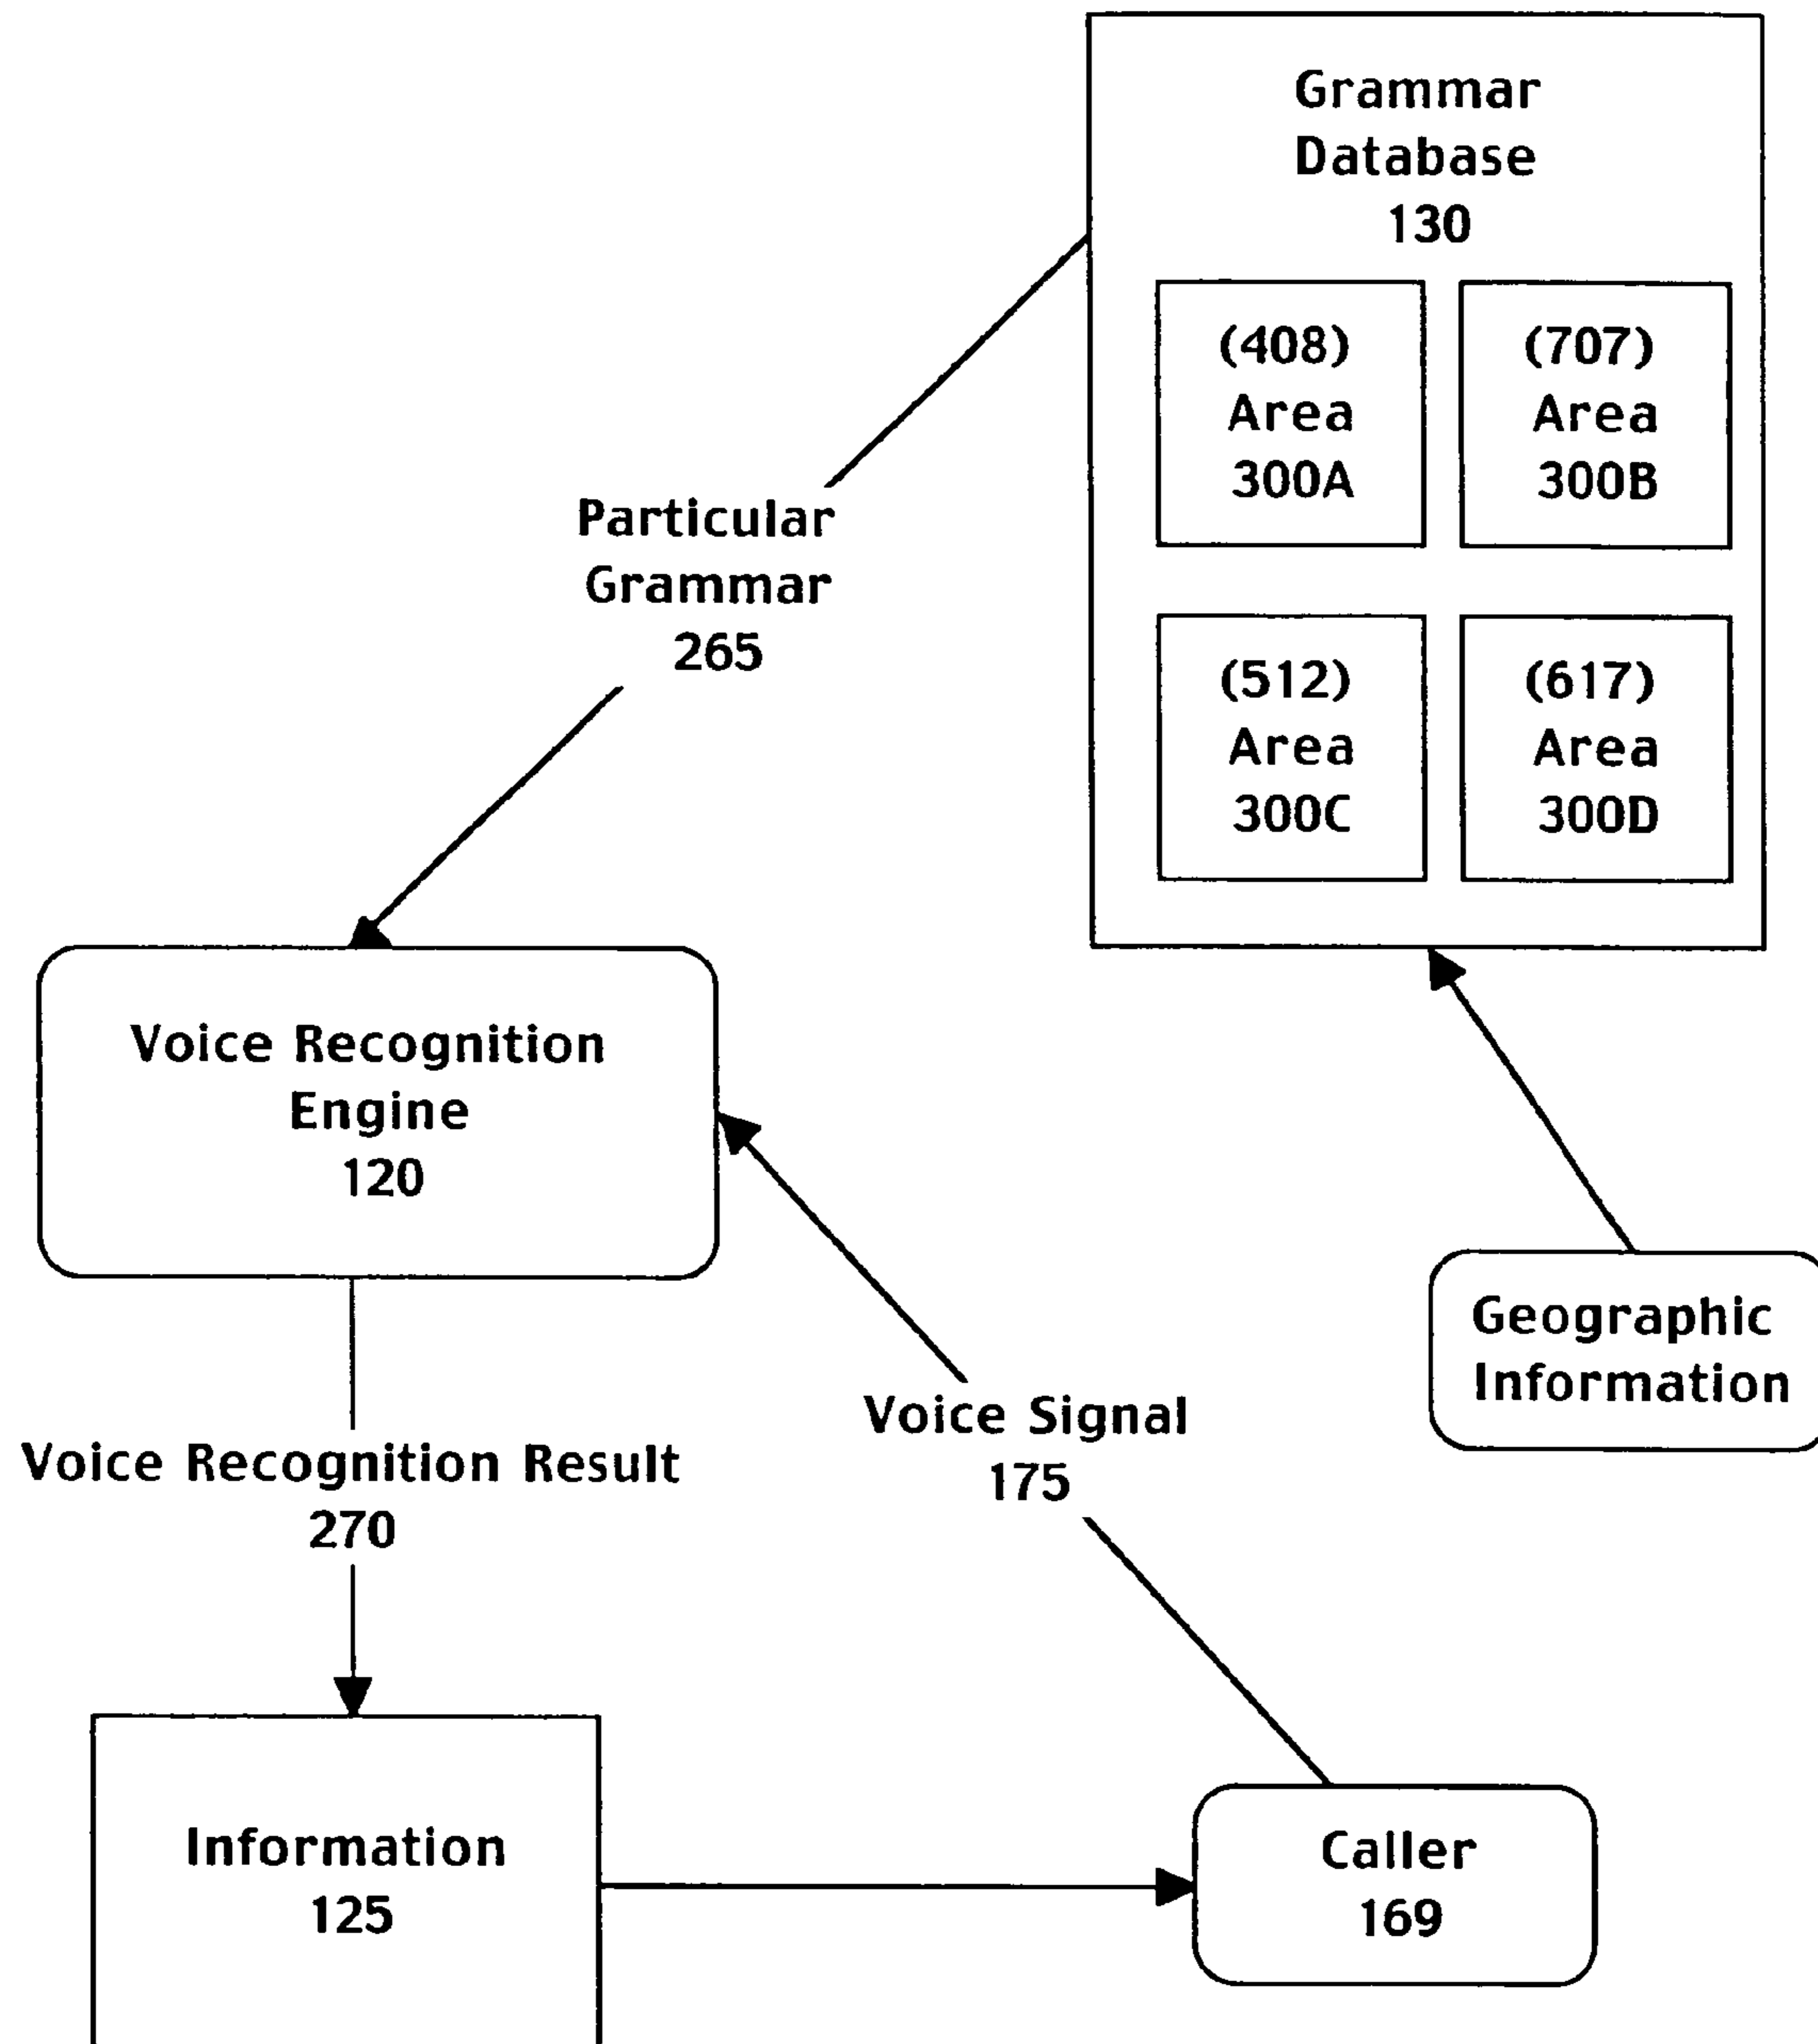 Grammar
Database
130
(408)
Area
300A
(707)
Area
300B
(512)
Area
300C
(617)
Area
300D
Particular
Grammar
265
Voice Recognition
Engine
120
Geographic
Information
Voice Signal
175
Voice Recognition Result
270
Information
125
Caller
169